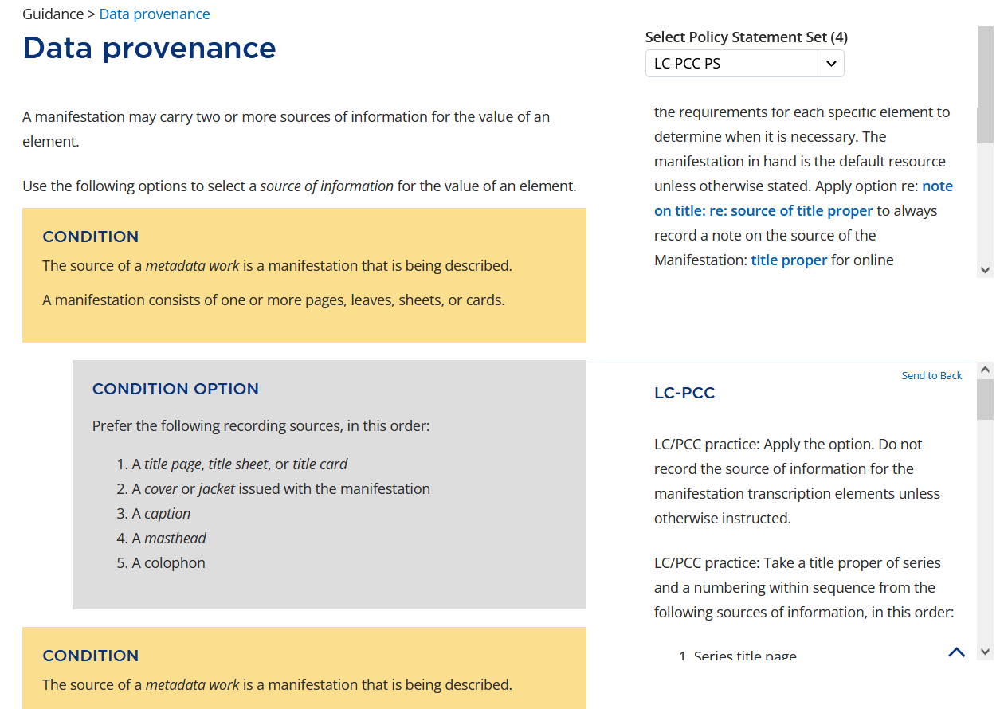 Guidance > Data provenance
Data provenance
A manifestation may carry two or more sources of information for the value of an
element.
Use the following options to select a source of information for the value of an element.
CONDITION
The source of a metadata work is a manifestation that is being described.
A manifestation consists of one or more pages, leaves, sheets, or cards.
CONDITION OPTION
Prefer the following recording sources, in this order:
1. A title page, title sheet, or title card
2. A cover or jacket issued with the manifestation
3. A caption
4. A masthead
5. A colophon
CONDITION
The source of a metadata work is a manifestation that is being described.
Select Policy Statement Set (4)
LC-PCC PS
the requirements for each specific element to
determine when it is necessary. The
manifestation in hand is the default resource
unless otherwise stated. Apply option re: note
on title: re: source of title proper to always
record a note on the source of the
Manifestation: title proper for online
Send to Back
LC-PCC
LC/PCC practice: Apply the option. Do not
record the source of information for the
manifestation transcription elements unless
otherwise instructed.
LC/PCC practice: Take a title proper of series
and a numbering within sequence from the
following sources of information, in this order:
1. Series title page